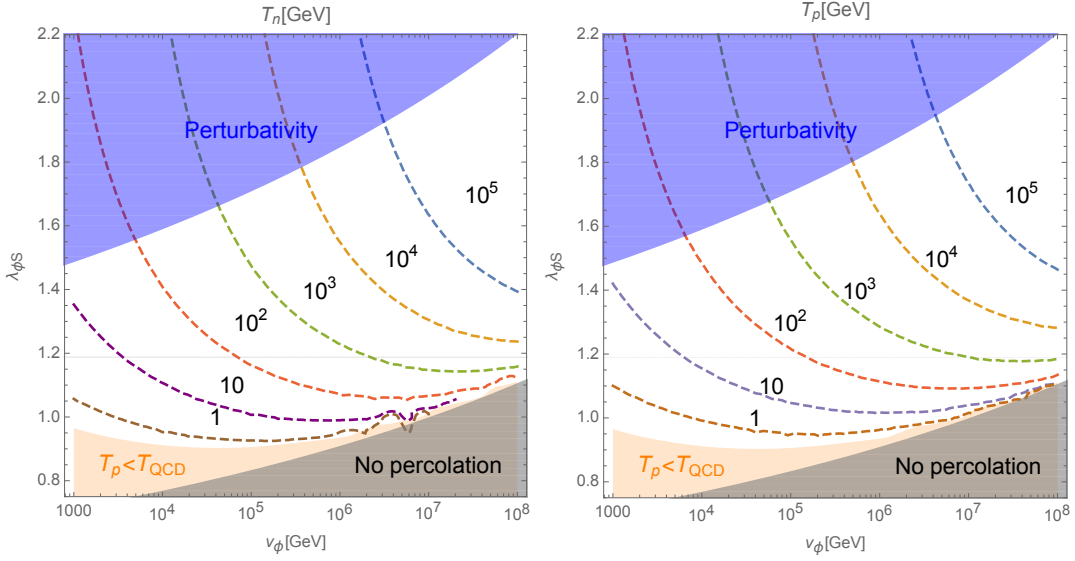 T_n[GeV]
2.2
2.0
1.8
1.6
1.4
1.2
1.0
0.8
λ_ϕS
Perturbativity
10^5
10^4
10^3
10^2
10
1
T_p<T_QCD
No percolation
1000 10^4 10^5 10^6 10^7 10^8
v_ϕ[GeV]
T_p[GeV]
2.2
2.0
1.8
1.6
1.4
1.2
1.0
0.8
λ_ϕS
Perturbativity
10^5
10^4
10^3
10^2
10
1
T_p<T_QCD
No percolation
1000 10^4 10^5 10^6 10^7 10^8
v_ϕ[GeV]